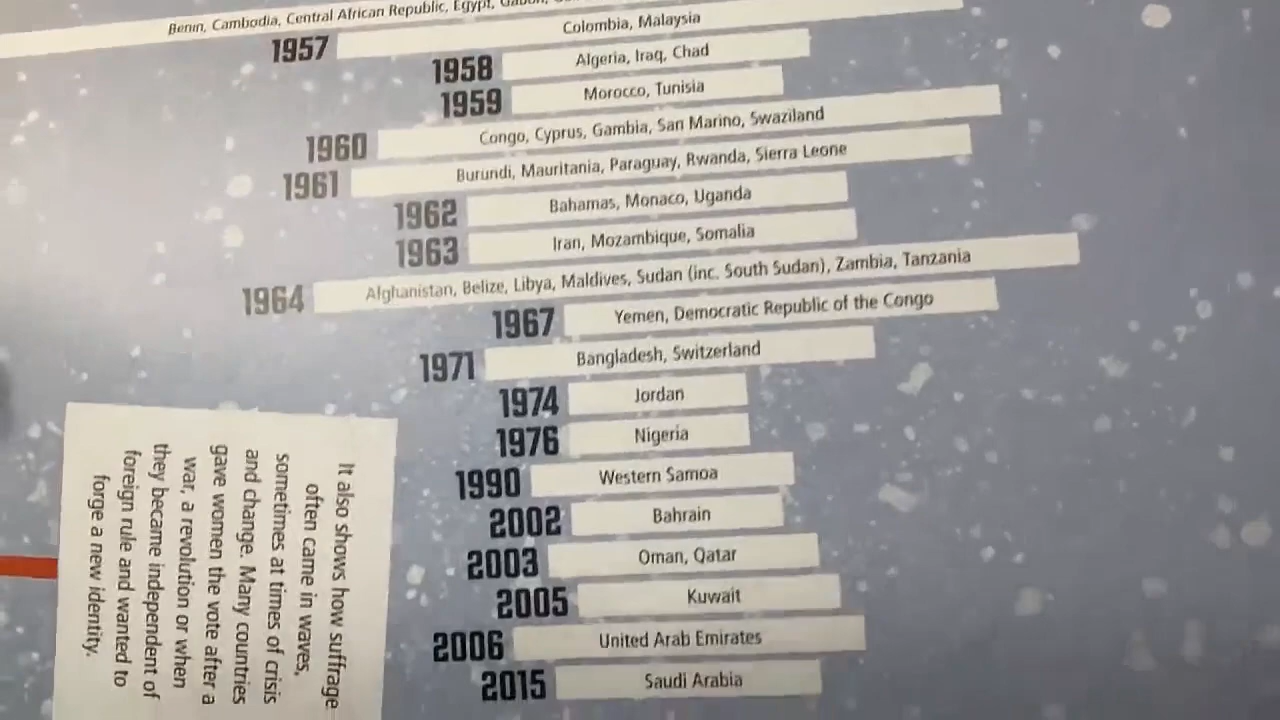 Benin, Cambodia, Central African Republic, Egypt, Gabon,
1957 Colombia, Malaysia
1958 Algeria, Iraq, Chad
1959 Morocco, Tunisia
1960 Congo, Cyprus, Gambia, San Marino, Swaziland
1961 Burundi, Mauritania, Paraguay, Rwanda, Sierra Leone
1962 Bahamas, Monaco, Uganda
1963 Iran, Mozambique, Somalia
1964 Afghanistan, Belize, Libya, Maldives, Sudan (inc. South Sudan), Zambia, Tanzania
1967 Yemen, Democratic Republic of the Congo
1971 Bangladesh, Switzerland
1974 Jordan
1976 Nigeria
1990 Western Samoa
2002 Bahrain
2003 Oman, Qatar
2005 Kuwait
2006 United Arab Emirates
2015 Saudi Arabia
It also shows how suffrage
often came in waves,
sometimes at times of crisis
and change. Many countries
gave women the vote after a
war, a revolution or when
they became independent of
foreign rule and wanted to
forge a new identity.